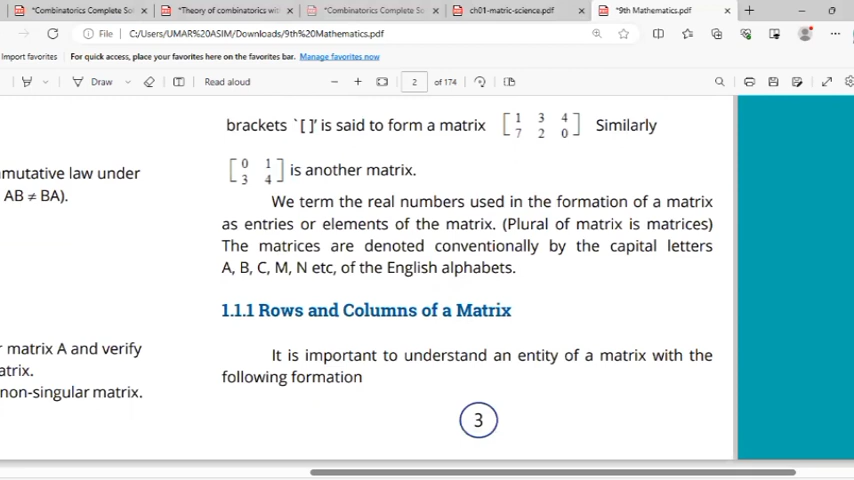 *Combinatorics Complete So
*Theory of combinatorics wit
*Combinatorics Complete So
ch01-matric-science.pdf
*9th Mathematics.pdf
File
C:/Users/UMAR%20ASIM/Downloads/9th%20Mathematics.pdf
Import favorites
For quick access, place your favorites here on the favorites bar. Manage favorites now
Draw
Read aloud
2 of 174
brackets `[ ]' is said to form a matrix [1 3 4
7 2 0] Similarly
[0 1
3 4] is another matrix.
We term the real numbers used in the formation of a matrix
as entries or elements of the matrix. (Plural of matrix is matrices)
The matrices are denoted conventionally by the capital letters
A, B, C, M, N etc, of the English alphabets.
1.1.1 Rows and Columns of a Matrix
It is important to understand an entity of a matrix with the
following formation
3
mmutative law under
AB ≠ BA).
r matrix A and verify
atrix.
non-singular matrix.